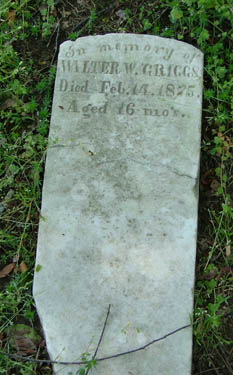 In memory of
WALTER W. GRIGGS
Died Feb. 14. 1875.
Aged 16 mo's.